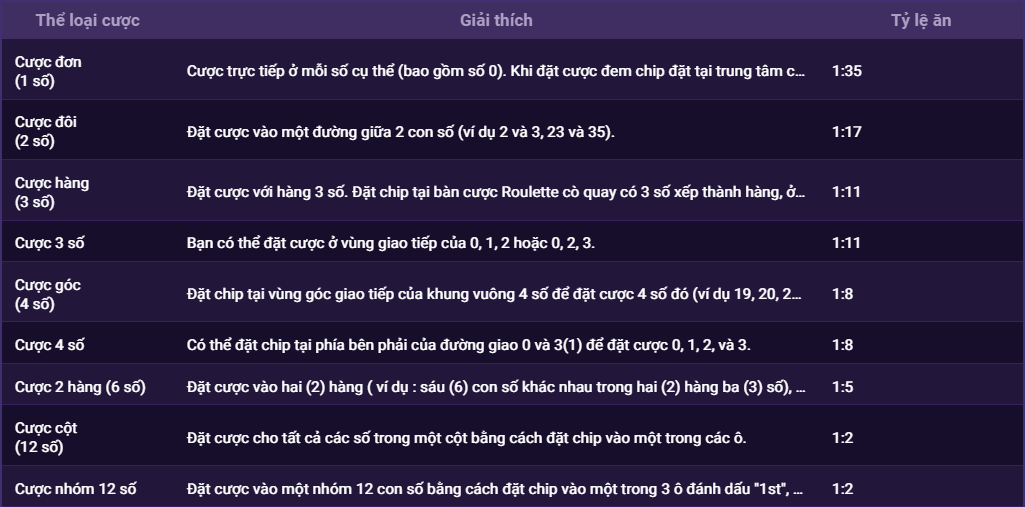 Thể loại cược Giải thích Tỷ lệ ăn
Cược đơn
(1 số)
Cược trực tiếp ở mỗi số cụ thể (bao gồm số 0). Khi đặt cược đem chip đặt tại trung tâm c... 1:35
Cược đôi
(2 số)
Đặt cược vào một đường giữa 2 con số (ví dụ 2 và 3, 23 và 35). 1:17
Cược hàng
(3 số)
Đặt cược với hàng 3 số. Đặt chip tại bàn cược Roulette cò quay có 3 số xếp thành hàng, ở... 1:11
Cược 3 số Bạn có thể đặt cược ở vùng giao tiếp của 0, 1, 2 hoặc 0, 2, 3. 1:11
Cược góc
(4 số)
Đặt chip tại vùng góc giao tiếp của khung vuông 4 số để đặt cược 4 số đó (ví dụ 19, 20, 2... 1:8
Cược 4 số Có thể đặt chip tại phía bên phải của đường giao 0 và 3(1) để đặt cược 0, 1, 2, và 3. 1:8
Cược 2 hàng (6 số) Đặt cược vào hai (2) hàng ( ví dụ : sáu (6) con số khác nhau trong hai (2) hàng ba (3) số), ... 1:5
Cược cột
(12 số)
Đặt cược cho tất cả các số trong một cột bằng cách đặt chip vào một trong các ô. 1:2
Cược nhóm 12 số Đặt cược vào một nhóm 12 con số bằng cách đặt chip vào một trong 3 ô đánh dấu "1st", ... 1:2